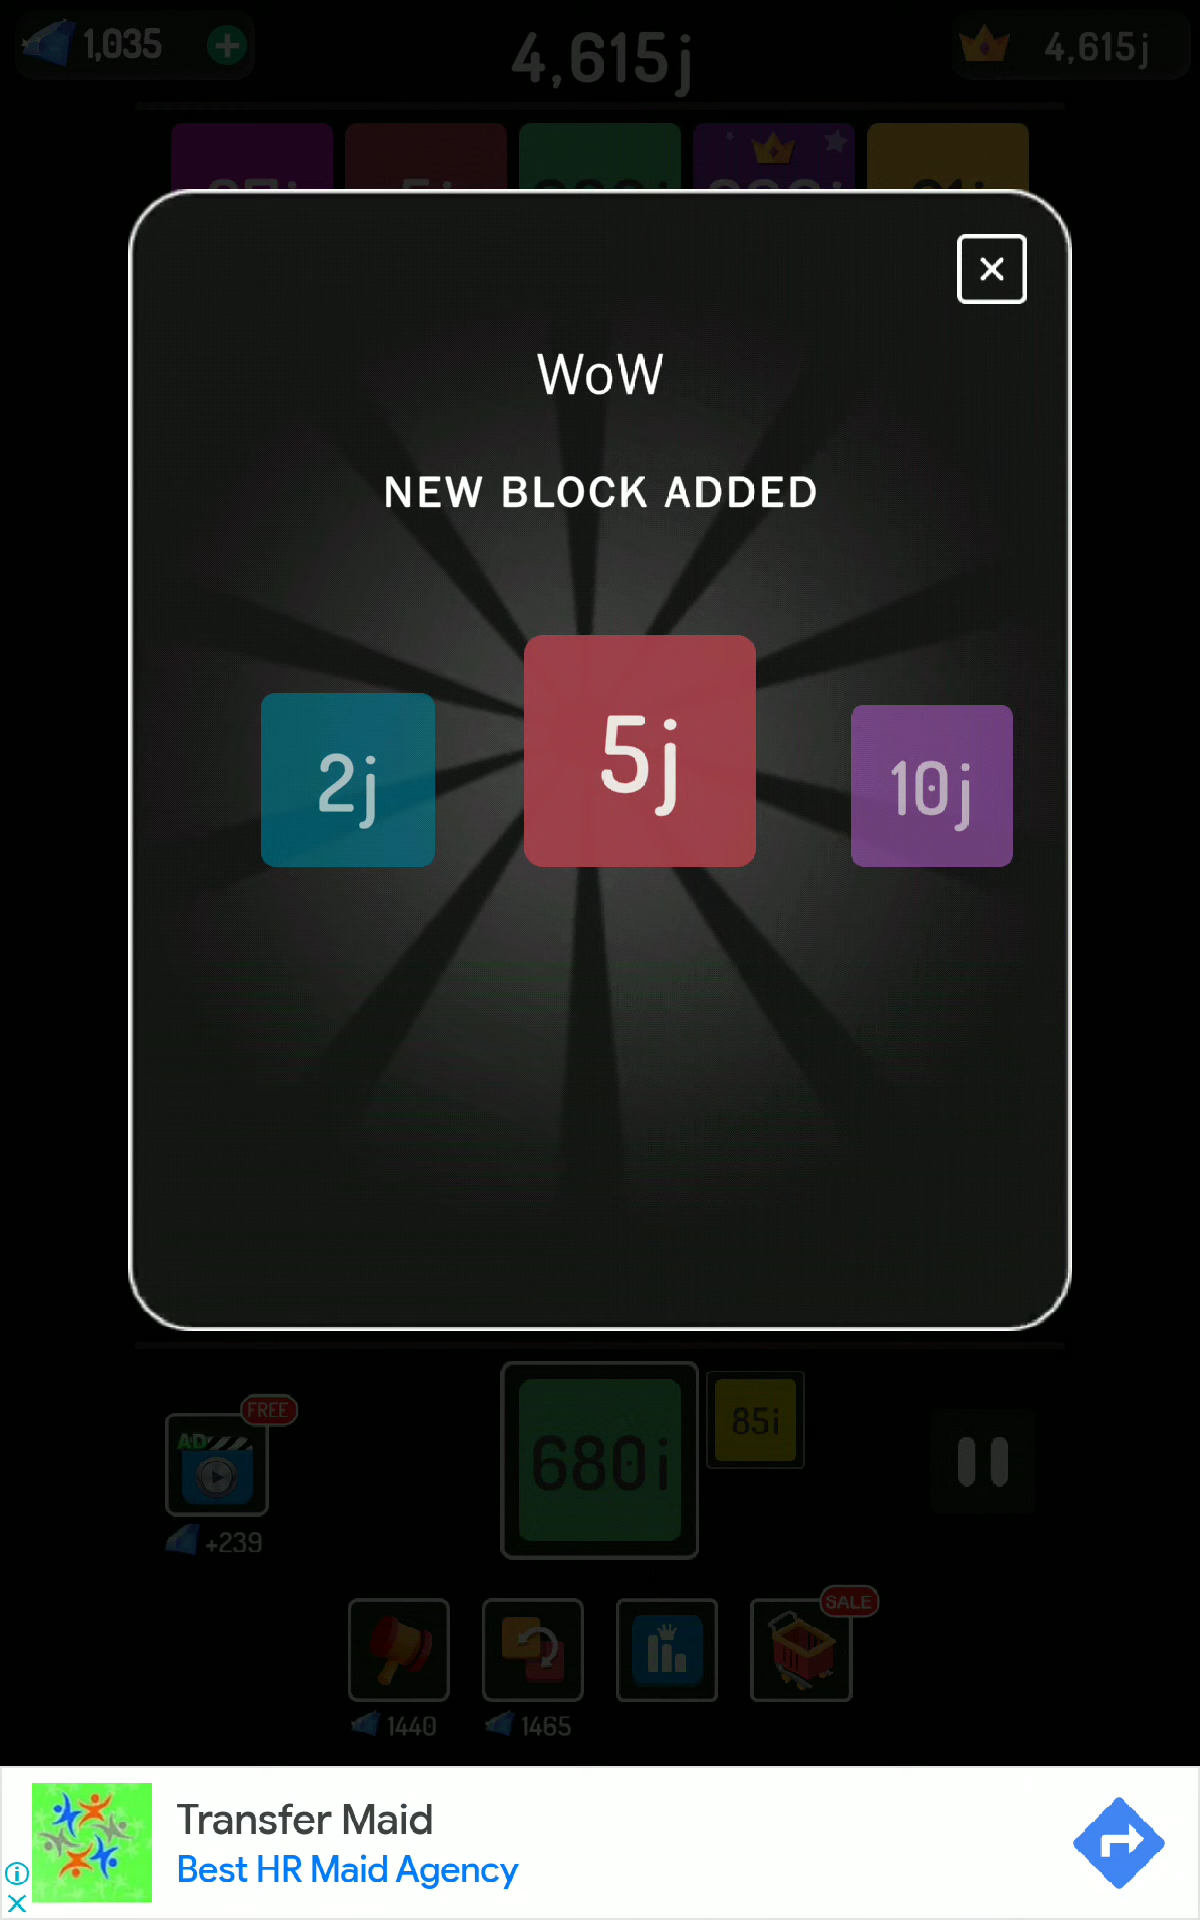 1,035
4,615j
4,615j
WoW
NEW BLOCK ADDED
2j
5j
10j
FREE
AD
+239
680i
85i
SALE
1440
1465
Transfer Maid
Best HR Maid Agency